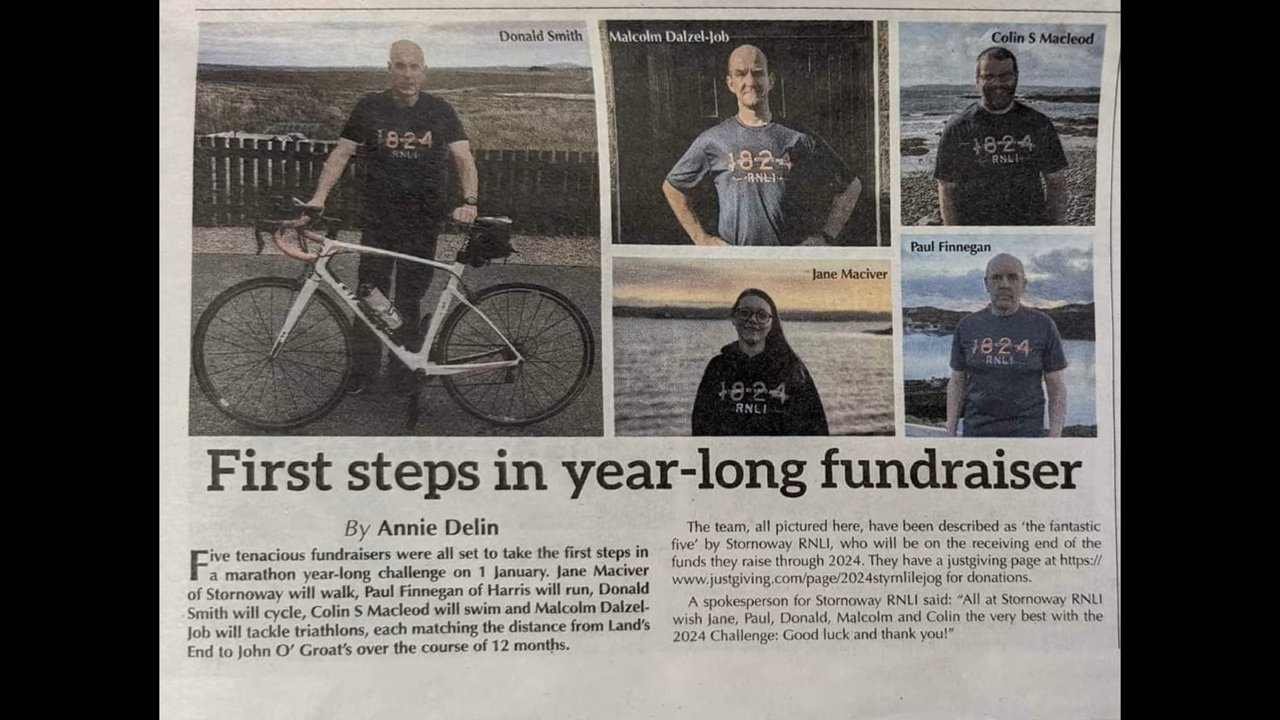 Donald Smith
1824
RNLI
Malcolm Dalzel-Job
1824
RNLI
Colin S Macleod
1824
RNLI
Jane Maciver
1824
RNLI
Paul Finnegan
1824
RNLI
First steps in year-long fundraiser
By Annie Delin
Five tenacious fundraisers were all set to take the first steps in
a marathon year-long challenge on 1 January. Jane Maciver
of Stornoway will walk, Paul Finnegan of Harris will run, Donald
Smith will cycle, Colin S Macleod will swim and Malcolm Dalzel-
Job will tackle triathlons, each matching the distance from Land's
End to John O' Groat's over the course of 12 months.
The team, all pictured here, have been described as 'the fantastic
five' by Stornoway RNLI, who will be on the receiving end of the
funds they raise through 2024. They have a justgiving page at https://
www.justgiving.com/page/2024stymlilejog for donations.
A spokesperson for Stornoway RNLI said: "All at Stornoway RNLI
wish Jane, Paul, Donald, Malcolm and Colin the very best with the
2024 Challenge: Good luck and thank you!"